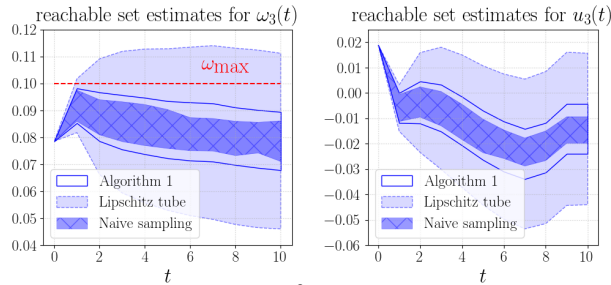 reachable set estimates for ω₃(t)
0.12
0.11
0.10
0.09
0.08
0.07
0.06
0.05
0.04
ωmax
Algorithm 1
Lipschitz tube
Naive sampling
0 2 4 6 8 10
t
reachable set estimates for u₃(t)
0.02
0.01
0.00
−0.01
−0.02
−0.03
−0.04
−0.05
−0.06
Algorithm 1
Lipschitz tube
Naive sampling
0 2 4 6 8 10
t